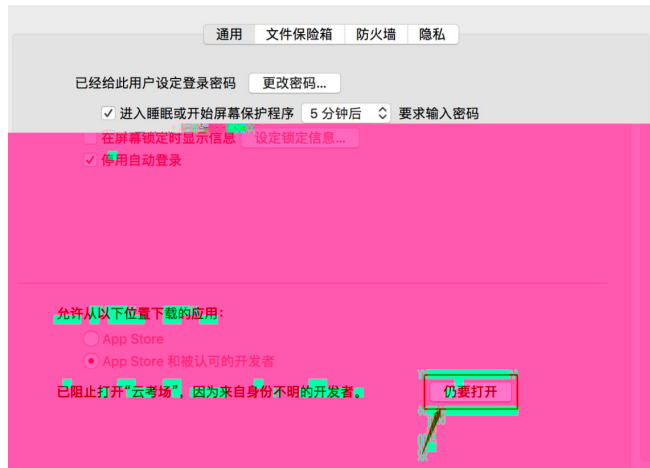 通用 文件保险箱 防火墙 隐私
已经给此用户设定登录密码 更改密码...
进入睡眠或开始屏幕保护程序 5 分钟后 要求输入密码
在屏幕锁定时显示信息 设定锁定信息...
停用自动登录
允许从以下位置下载的应用:
App Store
App Store 和被认可的开发者
已阻止打开“云考场”，因为来自身份不明的开发者。 仍要打开